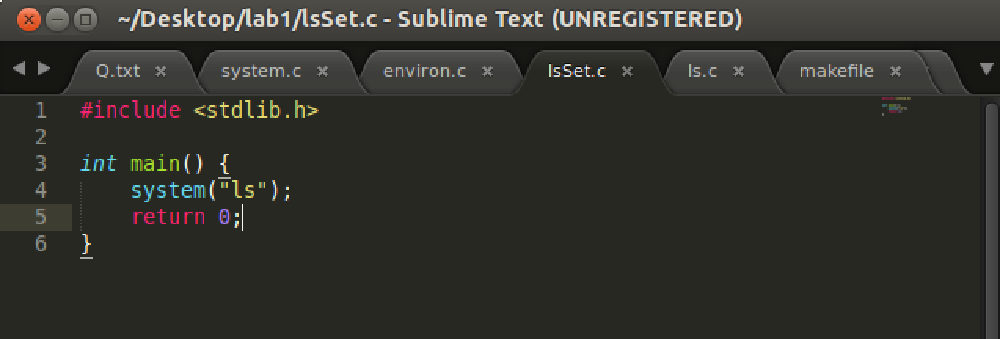 ~/Desktop/lab1/lsSet.c - Sublime Text (UNREGISTERED)
Q.txt × system.c × environ.c × lsSet.c × ls.c × makefile ×
1 #include <stdlib.h>
2
3 int main() {
4     system("ls");
5     return 0;
6 }